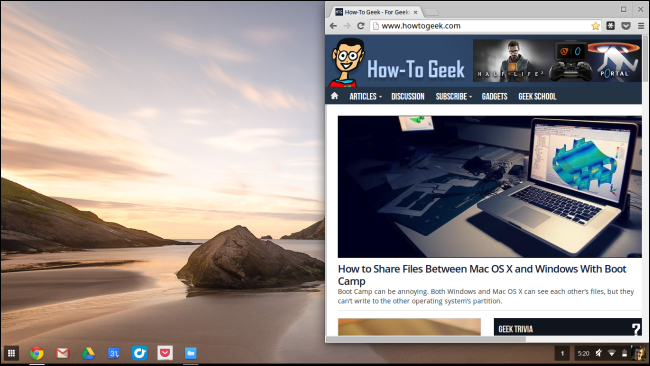 How-To Geek - For Geeks
www.howtogeek.com
How-To Geek
HALF-LIFE²
PORTAL
ARTICLES
DISCUSSION
SUBSCRIBE
GADGETS
GEEK SCHOOL
How to Share Files Between Mac OS X and Windows With Boot
Camp
Boot Camp can be annoying. Both Windows and Mac OS X can see each other's files, but they
can't write to the other operating system's partition.
GEEK TRIVIA
?
31
1
5:20